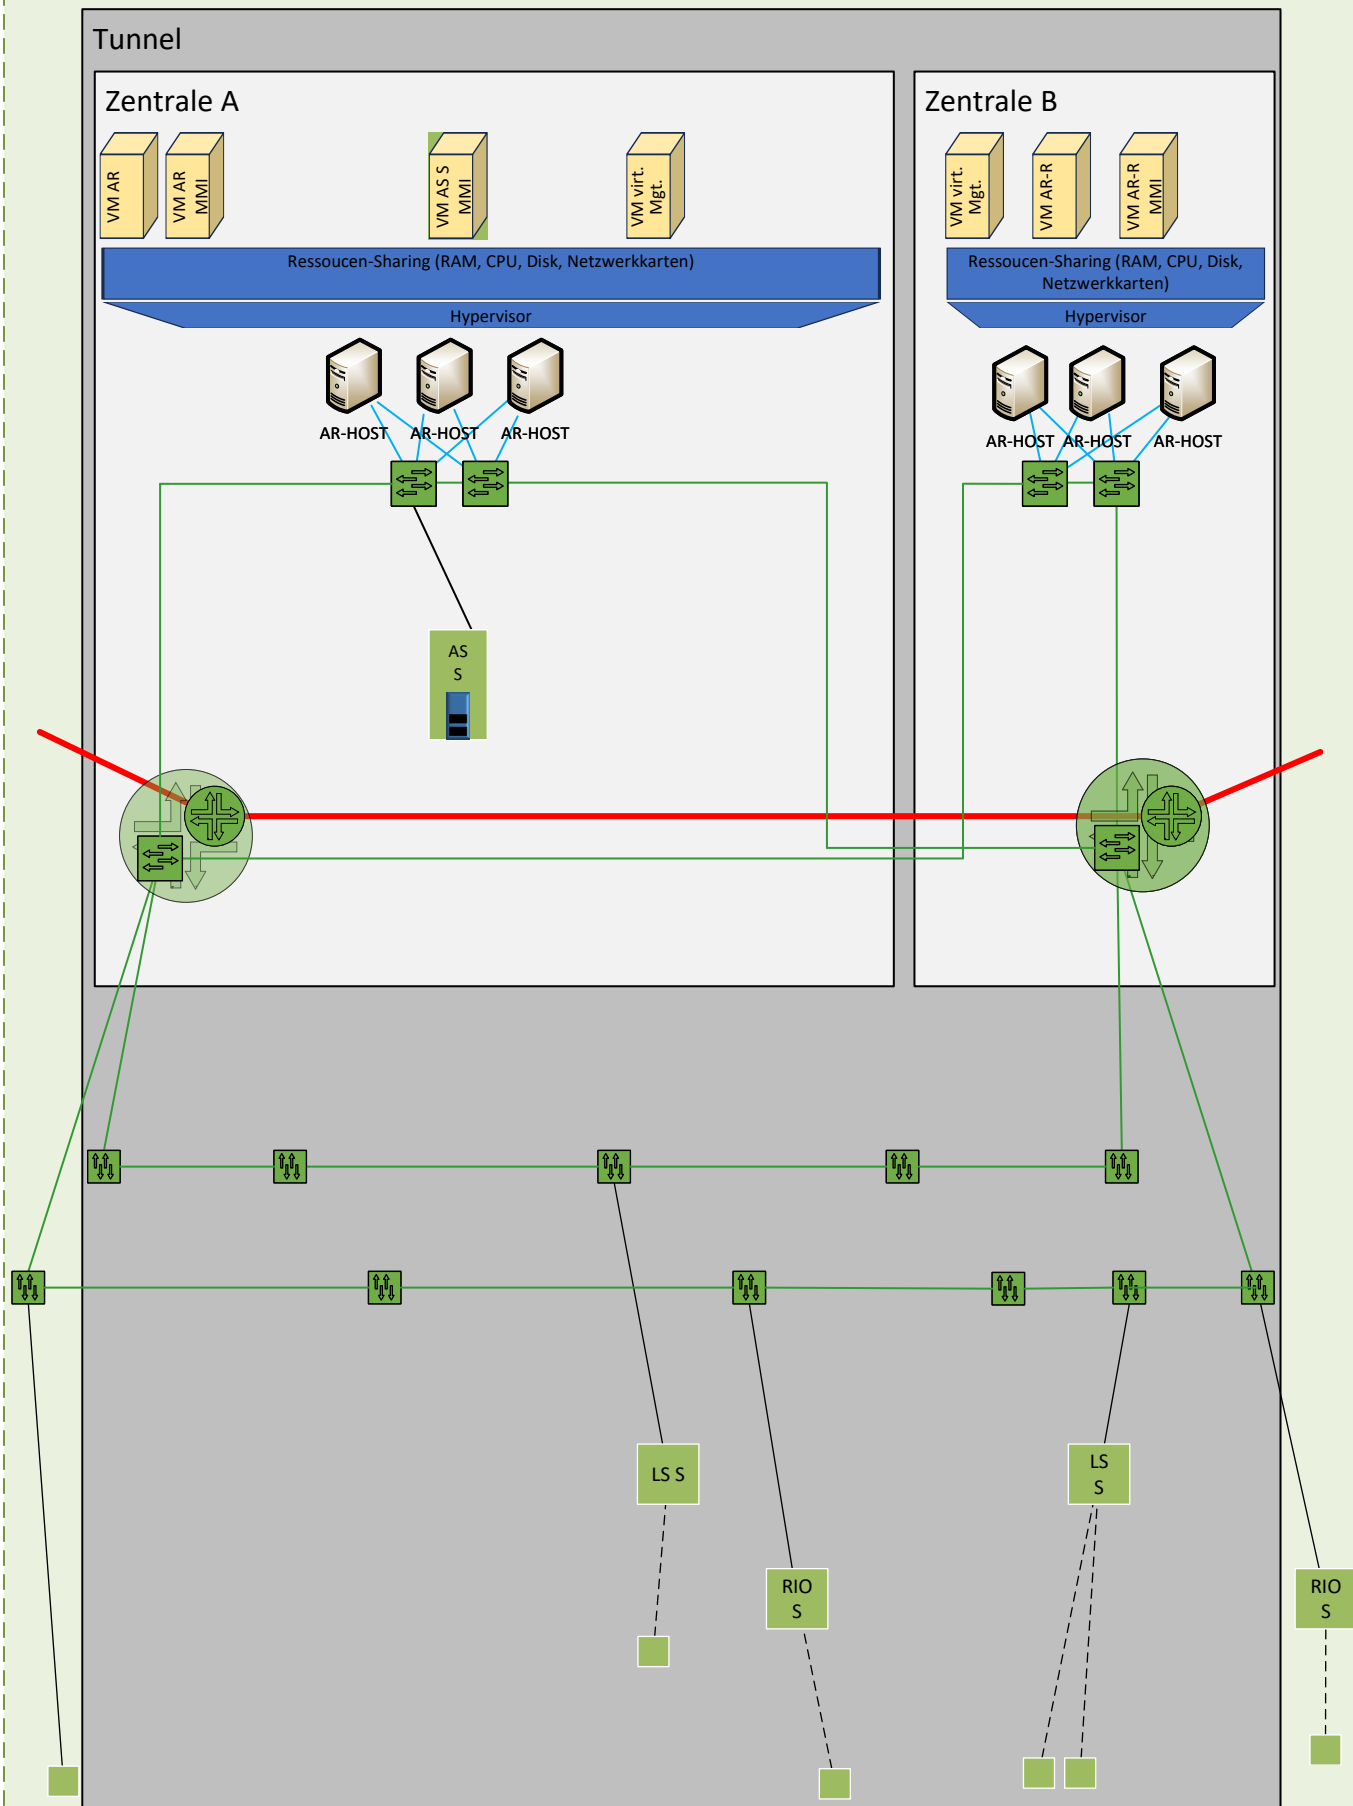 Tunnel
Zentrale A
Zentrale B
VM AR
VM AR
MMI
VM AS S
MMI
VM virt.
Mgt.
VM virt.
Mgt.
VM AR-R
VM AR-R
MMI
Ressoucen-Sharing (RAM, CPU, Disk, Netzwerkkarten)
Ressoucen-Sharing (RAM, CPU, Disk,
Netzwerkkarten)
Hypervisor
Hypervisor
AR-HOST
AR-HOST
AR-HOST
AR-HOST
AR-HOST
AR-HOST
AS
S
LS S
LS
S
RIO
S
RIO
S